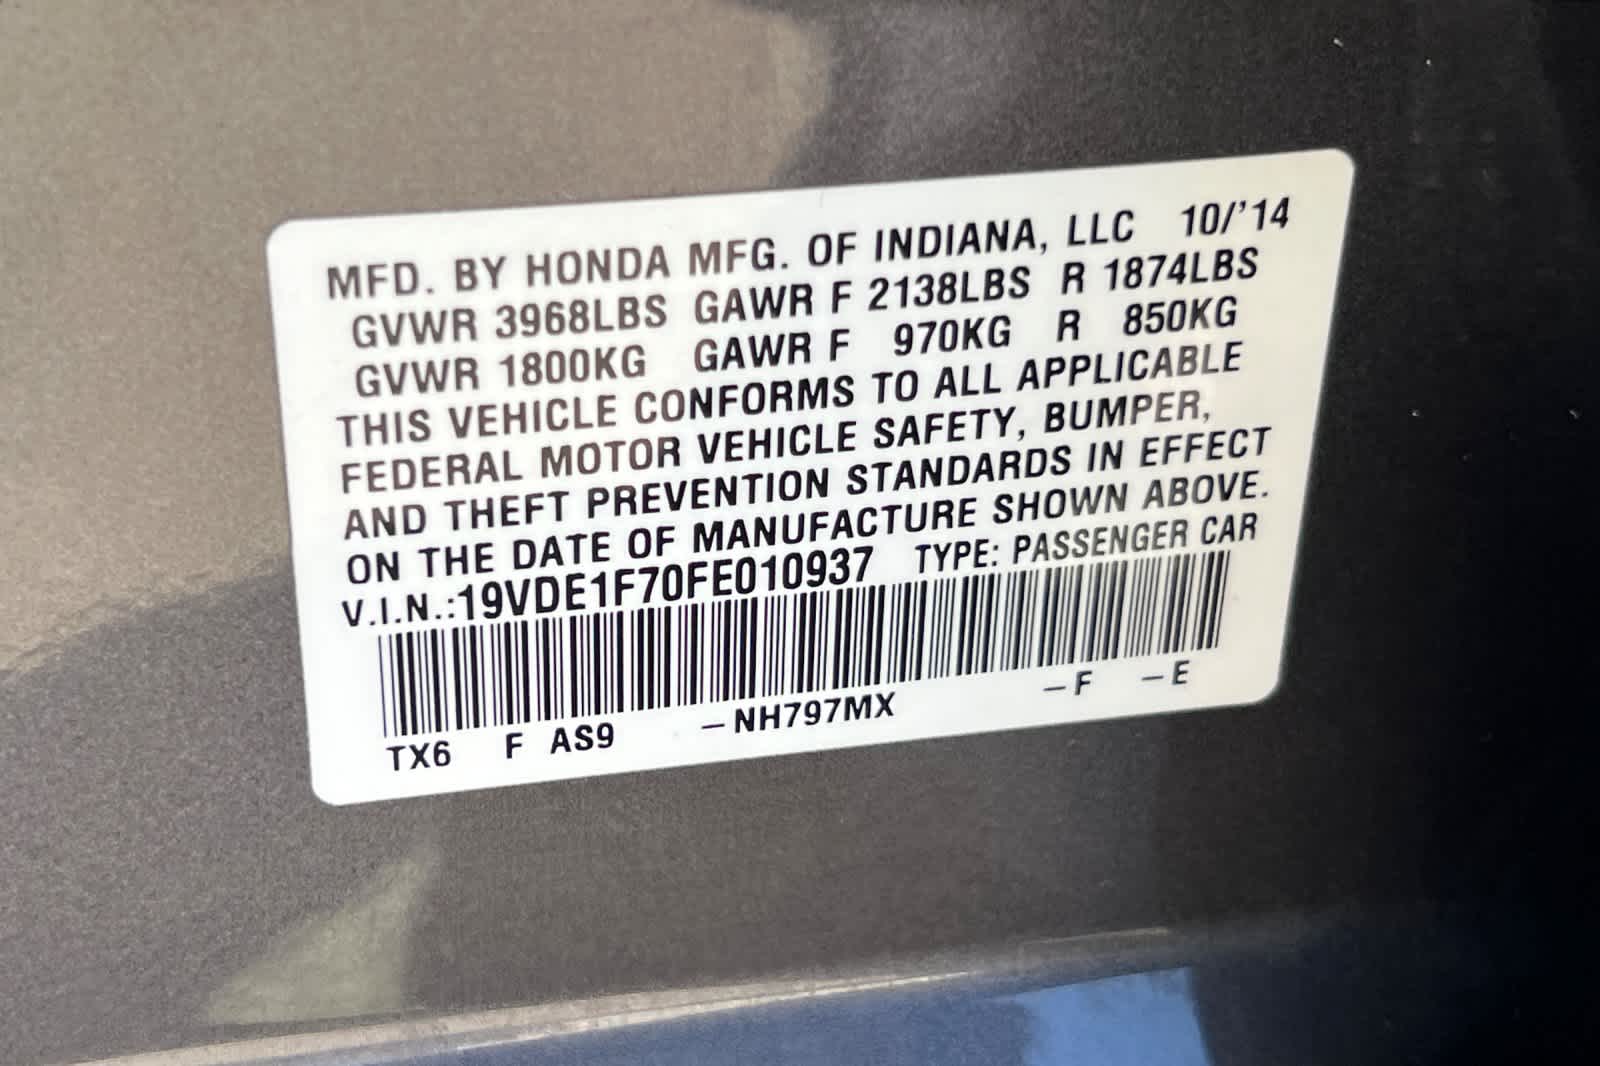 MFD. BY HONDA MFG. OF INDIANA, LLC 10/'14
GVWR 3968LBS GAWR F 2138LBS R 1874LBS
GVWR 1800KG GAWR F 970KG R 850KG
THIS VEHICLE CONFORMS TO ALL APPLICABLE
FEDERAL MOTOR VEHICLE SAFETY, BUMPER,
AND THEFT PREVENTION STANDARDS IN EFFECT
ON THE DATE OF MANUFACTURE SHOWN ABOVE.
V.I.N.:19VDE1F70FE010937 TYPE: PASSENGER CAR
TX6 F AS9 –NH797MX –F –E